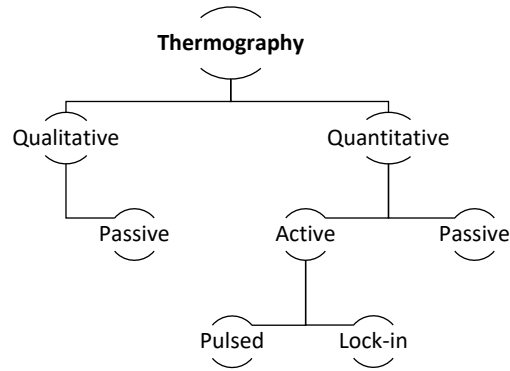 Thermography
Qualitative
Quantitative
Passive
Active
Passive
Pulsed
Lock-in